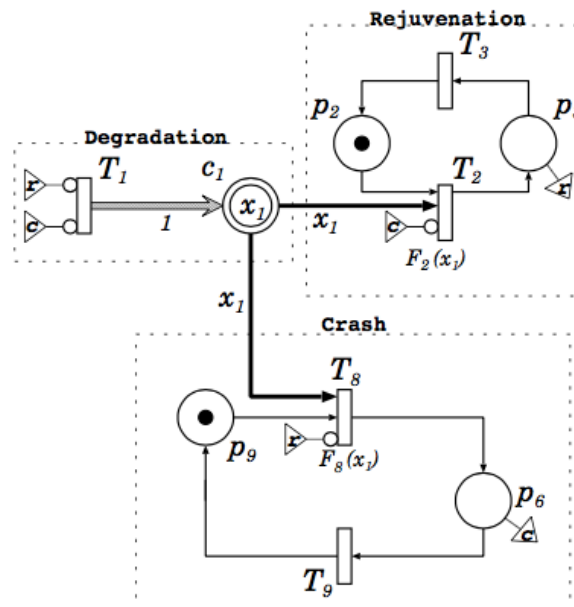 Rejuvenation
T3
p2
p
Degradation
T1
c1
T2
r
r
x1
1
x1
c
c
F2(x1)
x1
Crash
T8
p9
r
F8(x1)
p6
c
T9